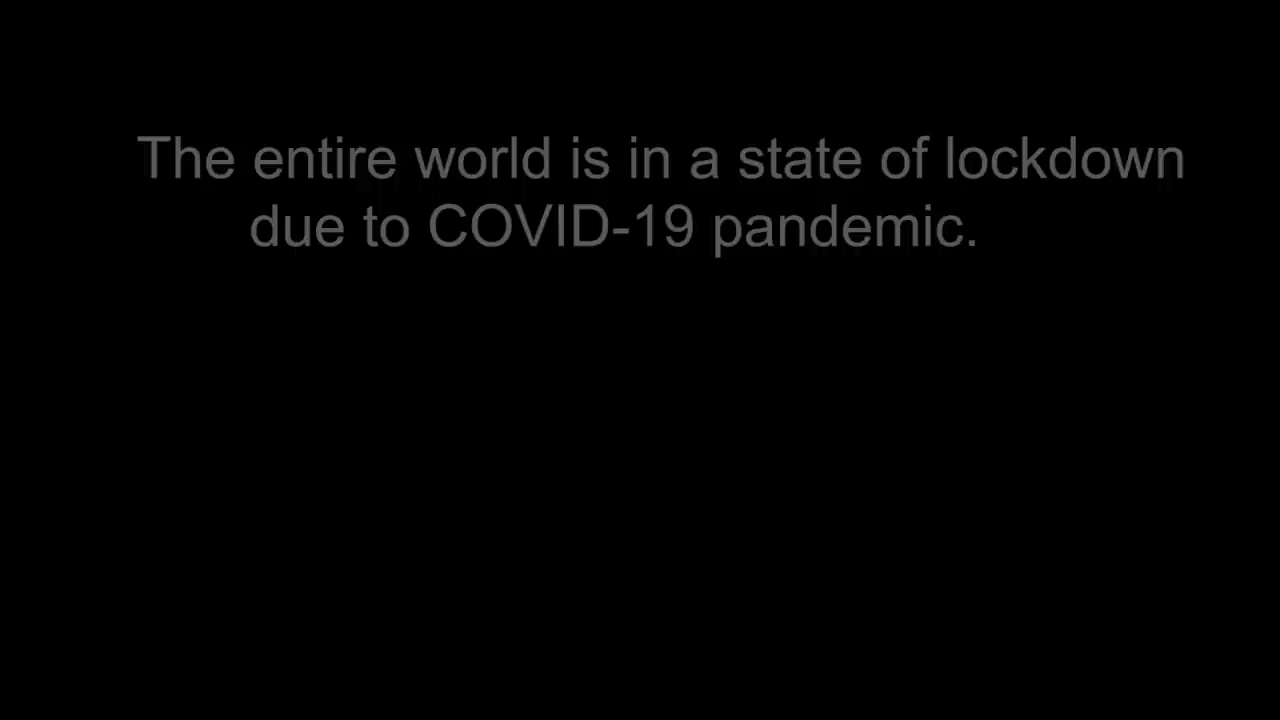 The entire world is in a state of lockdown
due to COVID-19 pandemic.